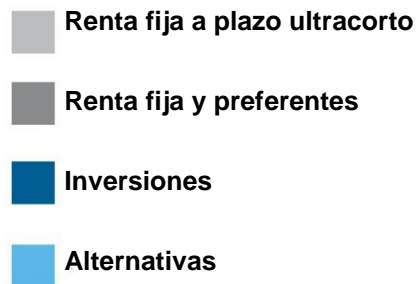 Renta fija a plazo ultracorto
Renta fija y preferentes
Inversiones
Alternativas